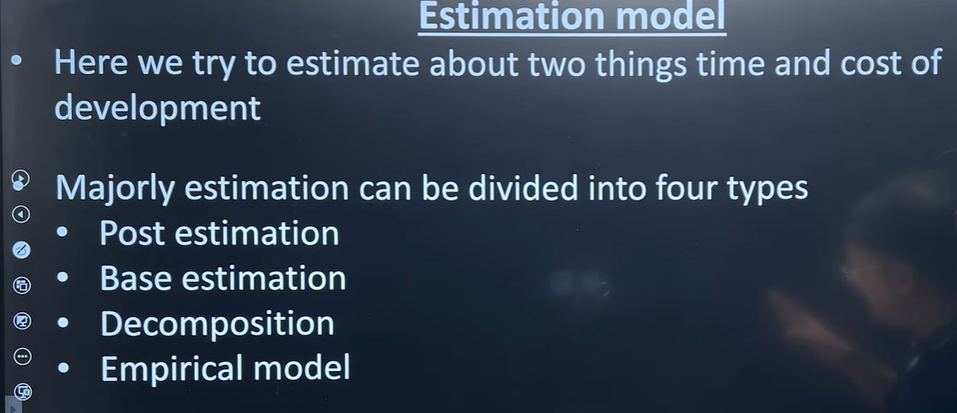 Estimation model
• Here we try to estimate about two things time and cost of
development
Majorly estimation can be divided into four types
• Post estimation
• Base estimation
• Decomposition
• Empirical model